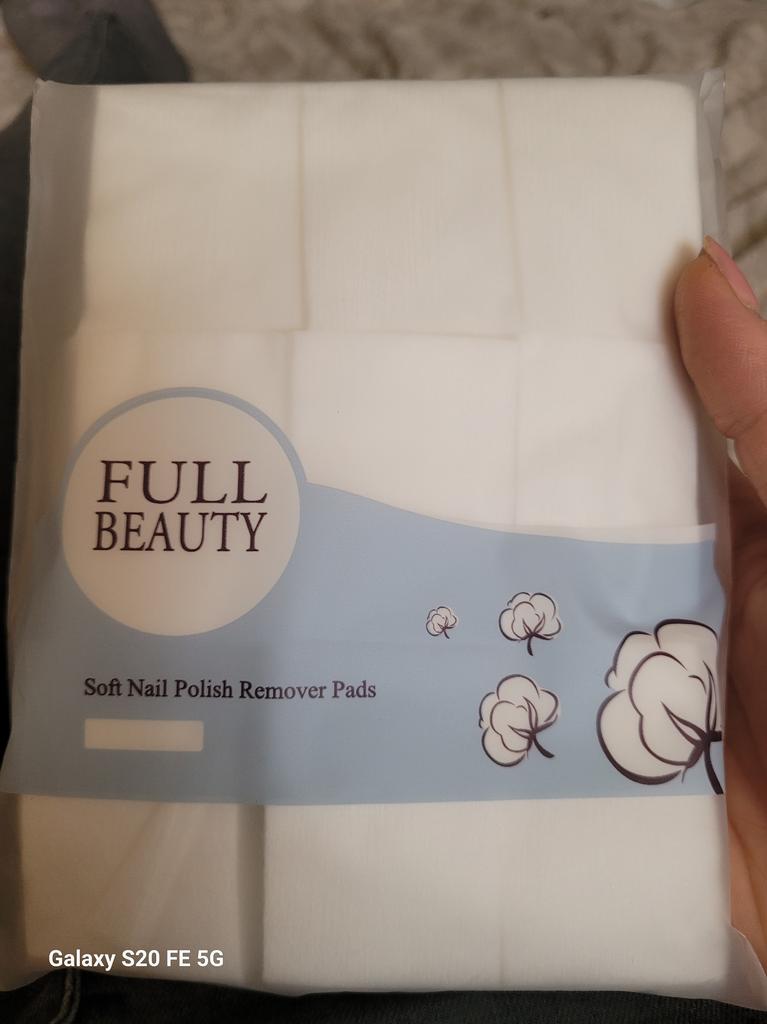 FULL
BEAUTY
Soft Nail Polish Remover Pads
Galaxy S20 FE 5G